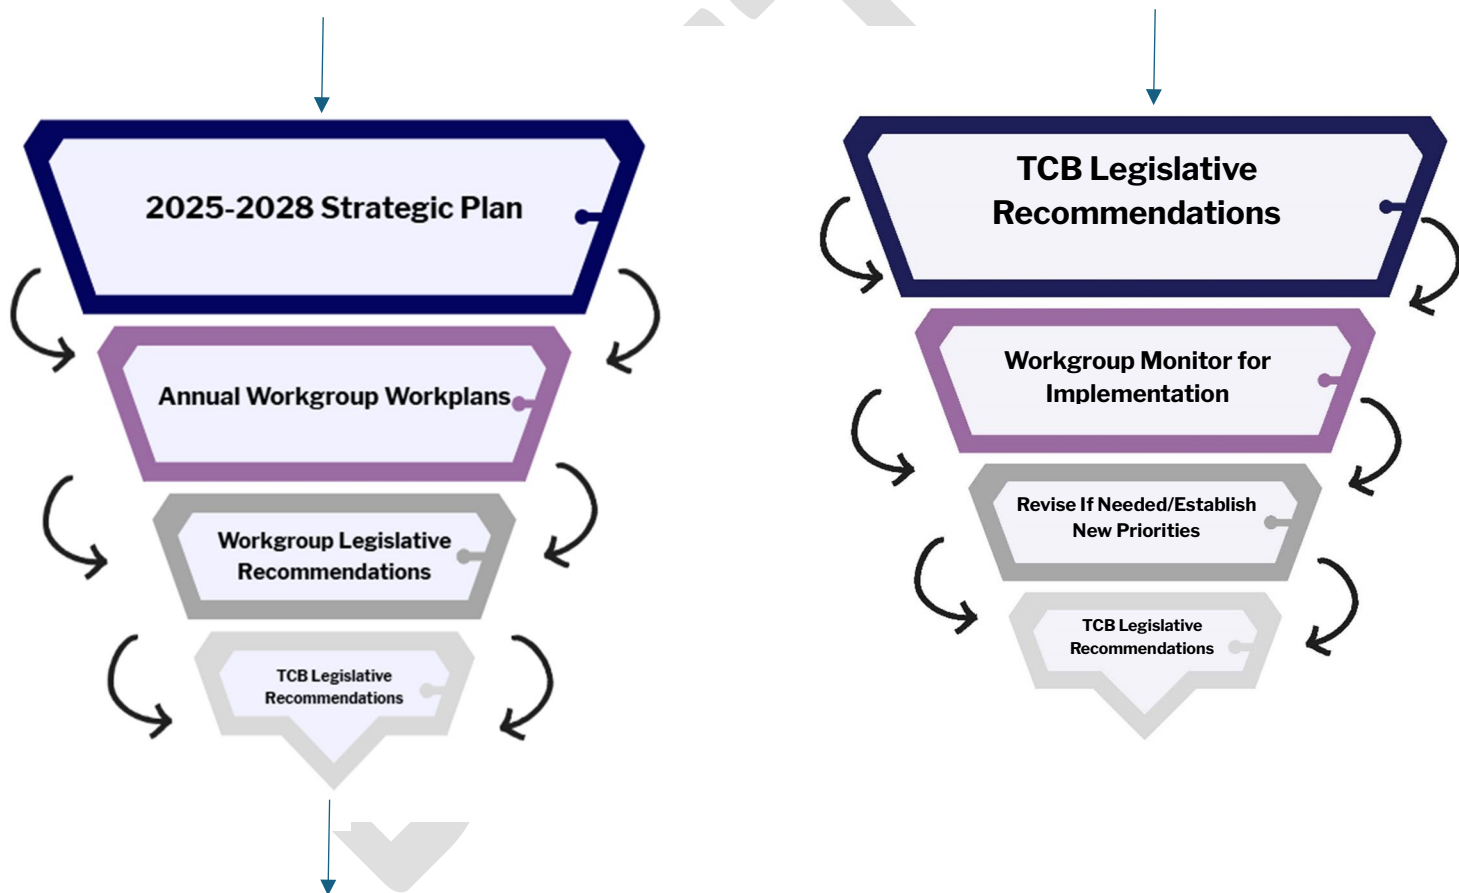 2025-2028 Strategic Plan
Annual Workgroup Workplans
Workgroup Legislative
Recommendations
TCB Legislative
Recommendations
TCB Legislative
Recommendations
Workgroup Monitor for
Implementation
Revise If Needed/Establish
New Priorities
TCB Legislative
Recommendations